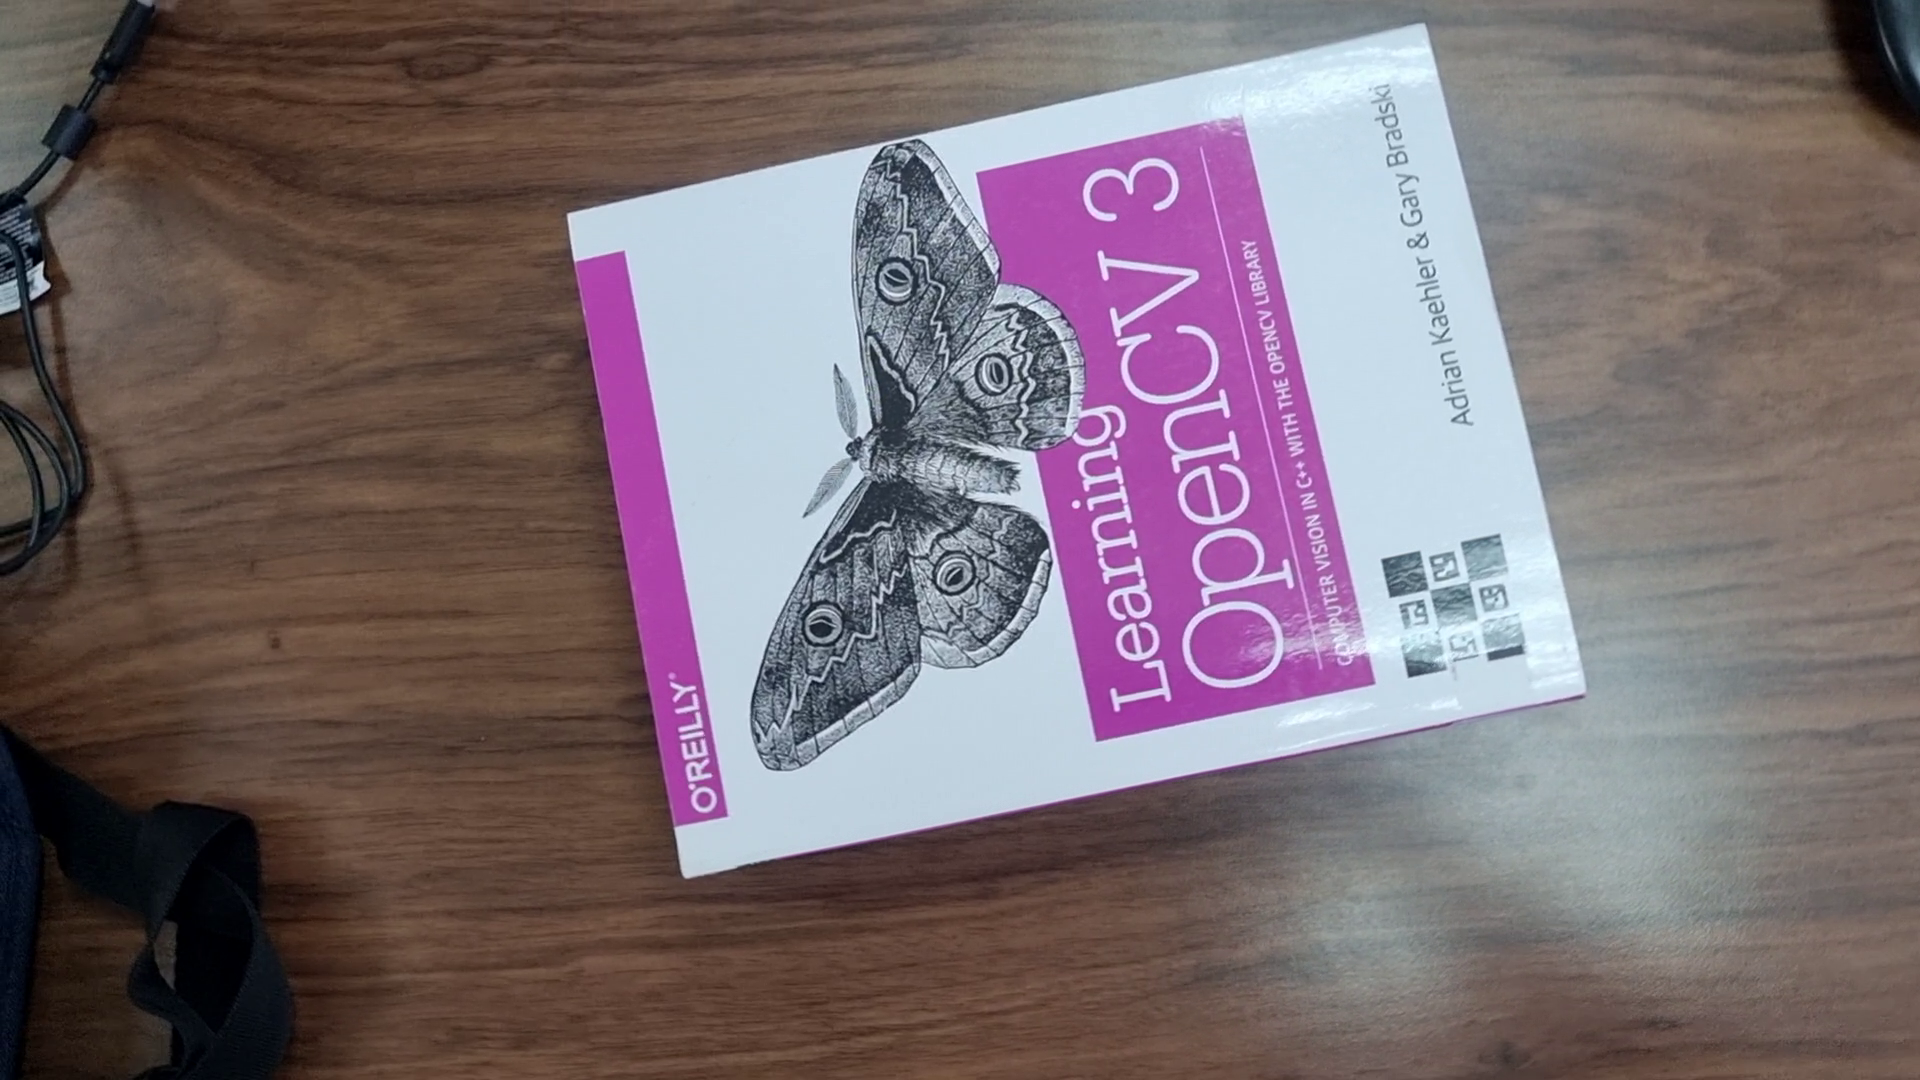 O'REILLY®
Learning
OpenCV 3
COMPUTER VISION IN C++ WITH THE OPENCV LIBRARY
Adrian Kaehler & Gary Bradski